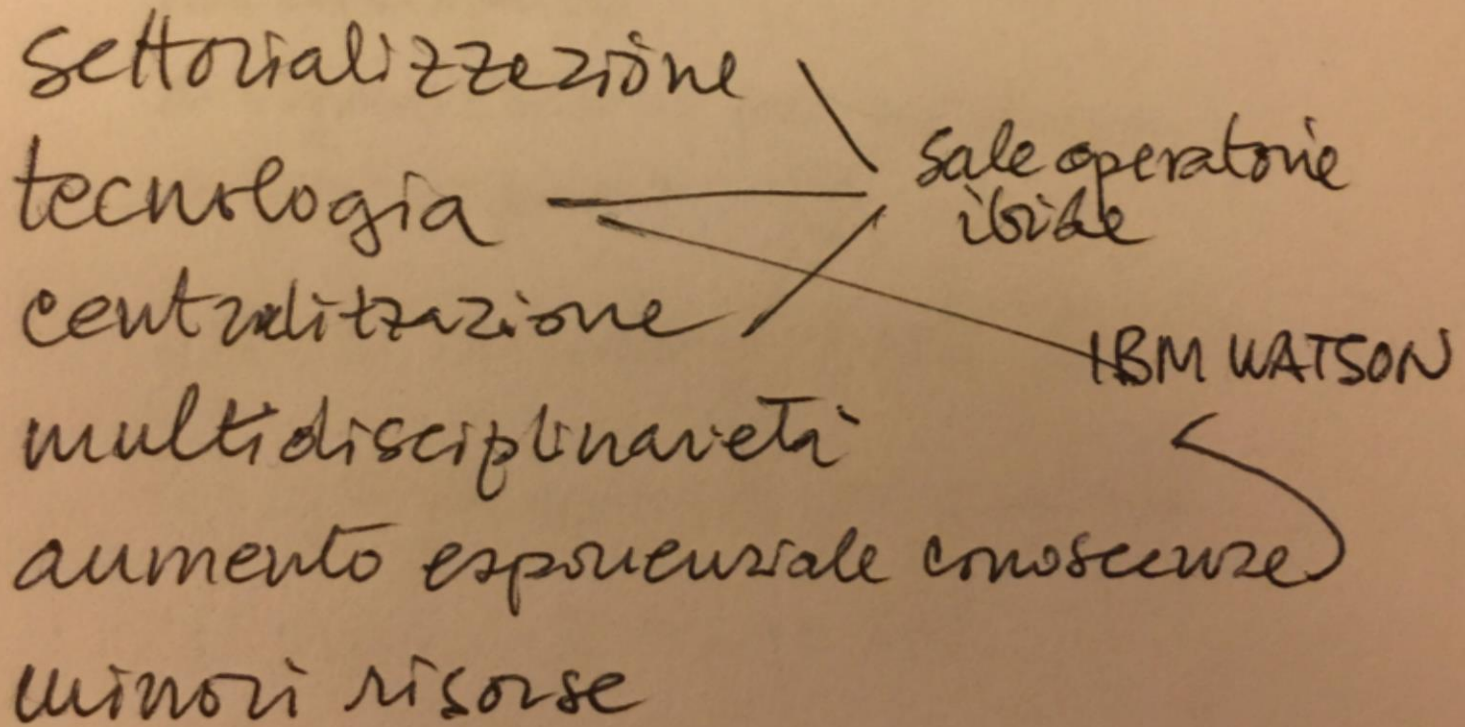 settorializzazione
tecnologia
sale operatorie
ibride
centralizzazione
IBM WATSON
multidisciplinarietà
aumento esponenziale conoscenze
minori risorse